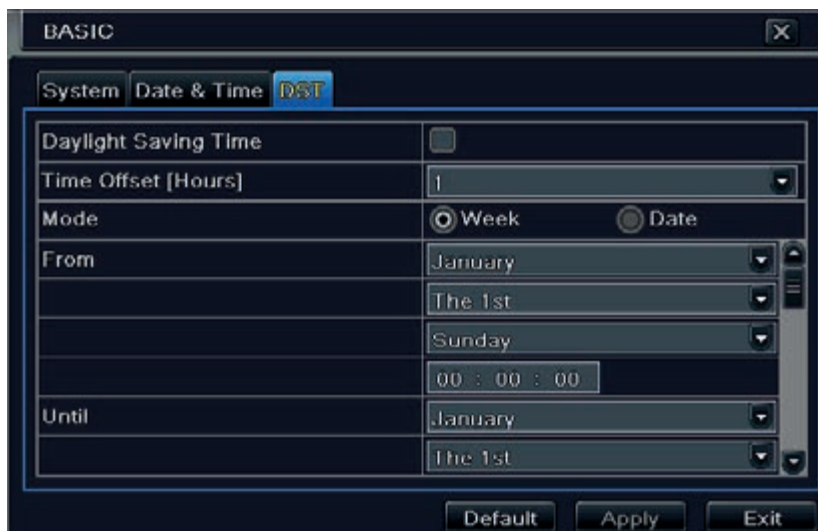 BASIC
System Date & Time DST
Daylight Saving Time
Time Offset [Hours] 1
Mode Week Date
From January
The 1st
Sunday
00 : 00 : 00
Until January
The 1st
Default Apply Exit